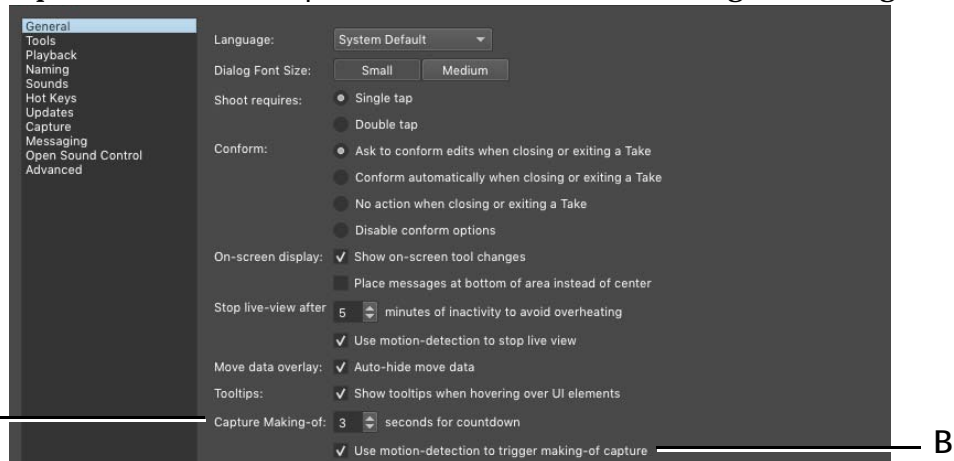 General
Tools
Playback
Naming
Sounds
Hot Keys
Updates
Capture
Messaging
Open Sound Control
Advanced
Language: System Default
Dialog Font Size: Small Medium
Shoot requires: Single tap
Double tap
Conform: Ask to conform edits when closing or exiting a Take
Conform automatically when closing or exiting a Take
No action when closing or exiting a Take
Disable conform options
On-screen display: Show on-screen tool changes
Place messages at bottom of area instead of center
Stop live-view after 5 minutes of inactivity to avoid overheating
Use motion-detection to stop live view
Move data overlay: Auto-hide move data
Tooltips: Show tooltips when hovering over UI elements
Capture Making-of: 3 seconds for countdown
Use motion-detection to trigger making-of capture B